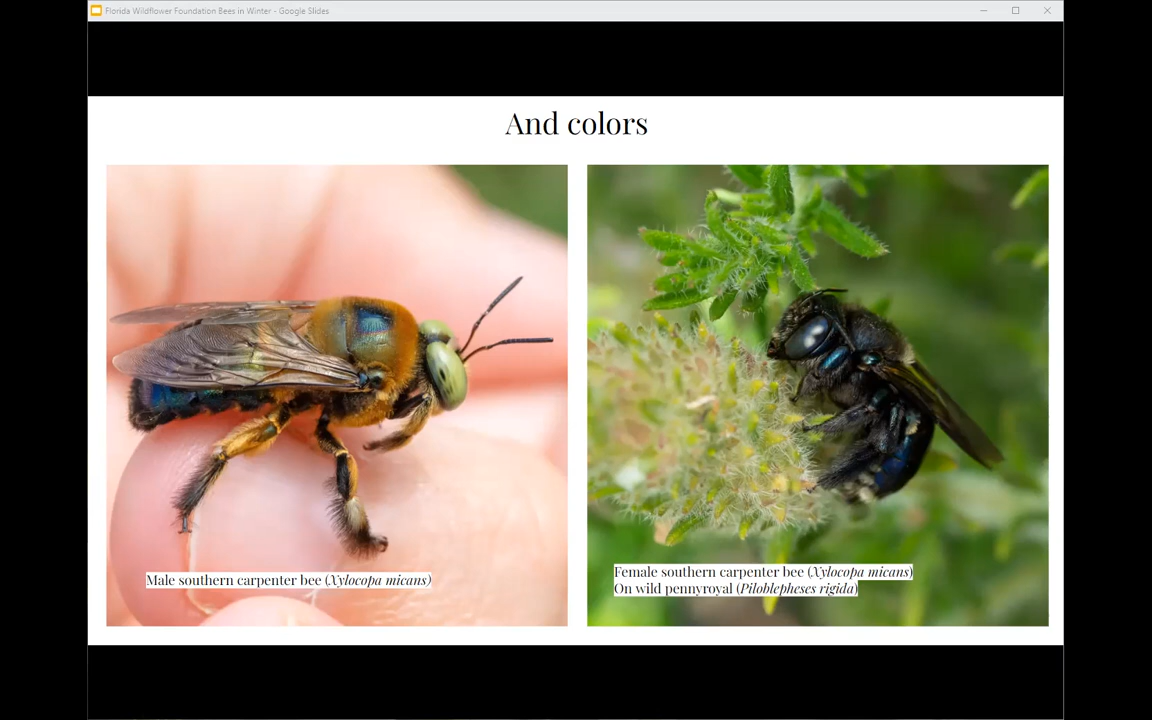 Florida Wildflower Foundation Bees in Winter - Google Slides
And colors
Male southern carpenter bee (Xylocopa micans)
Female southern carpenter bee (Xylocopa micans)
On wild pennyroyal (Piloblepheses rigida)